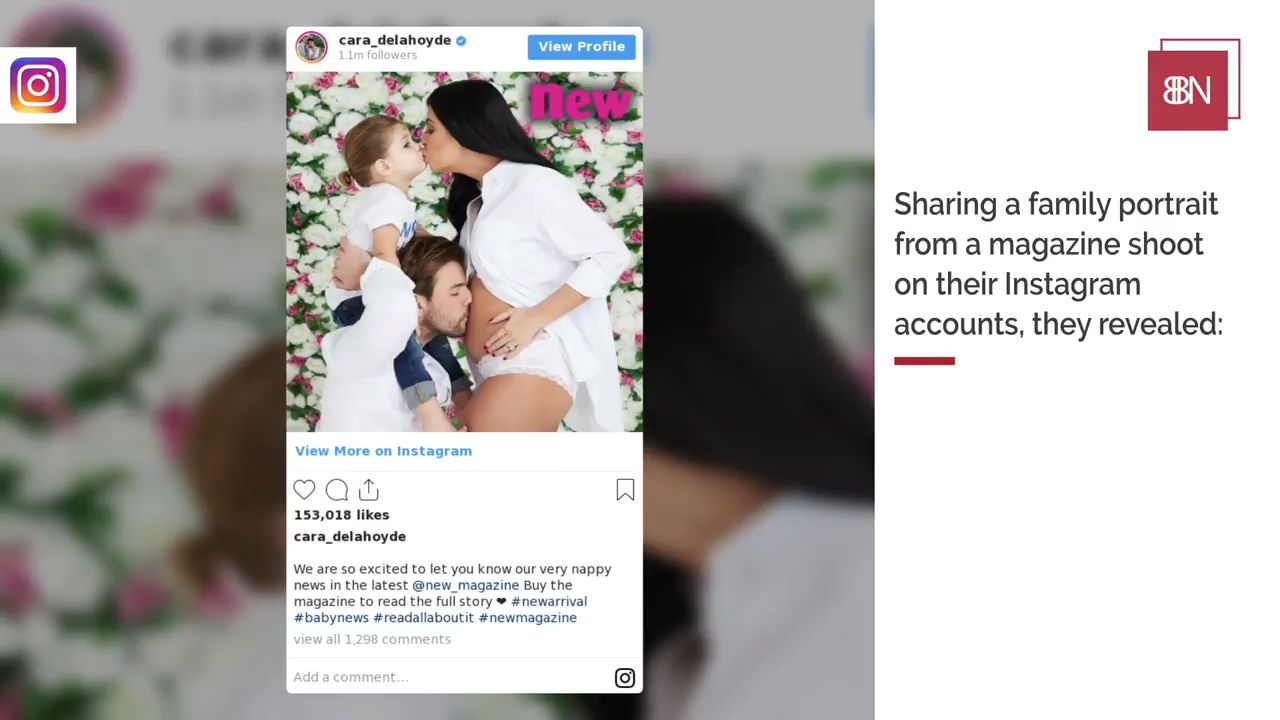 cara_delahoyde
1.1m followers
View Profile
New
View More on Instagram
153,018 likes
cara_delahoyde
We are so excited to let you know our very nappy
news in the latest @new_magazine Buy the
magazine to read the full story ❤ #newarrival
#babynews #readallaboutit #newmagazine
view all 1,298 comments
Add a comment...
BBN
Sharing a family portrait
from a magazine shoot
on their Instagram
accounts, they revealed: